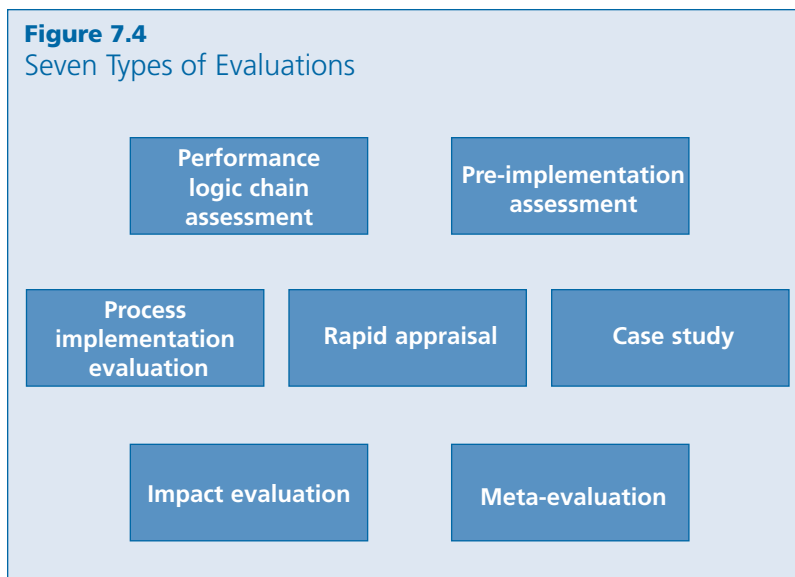 Figure 7.4
Seven Types of Evaluations
Performance
logic chain
assessment
Pre-implementation
assessment
Process
implementation
evaluation
Rapid appraisal
Case study
Impact evaluation
Meta-evaluation